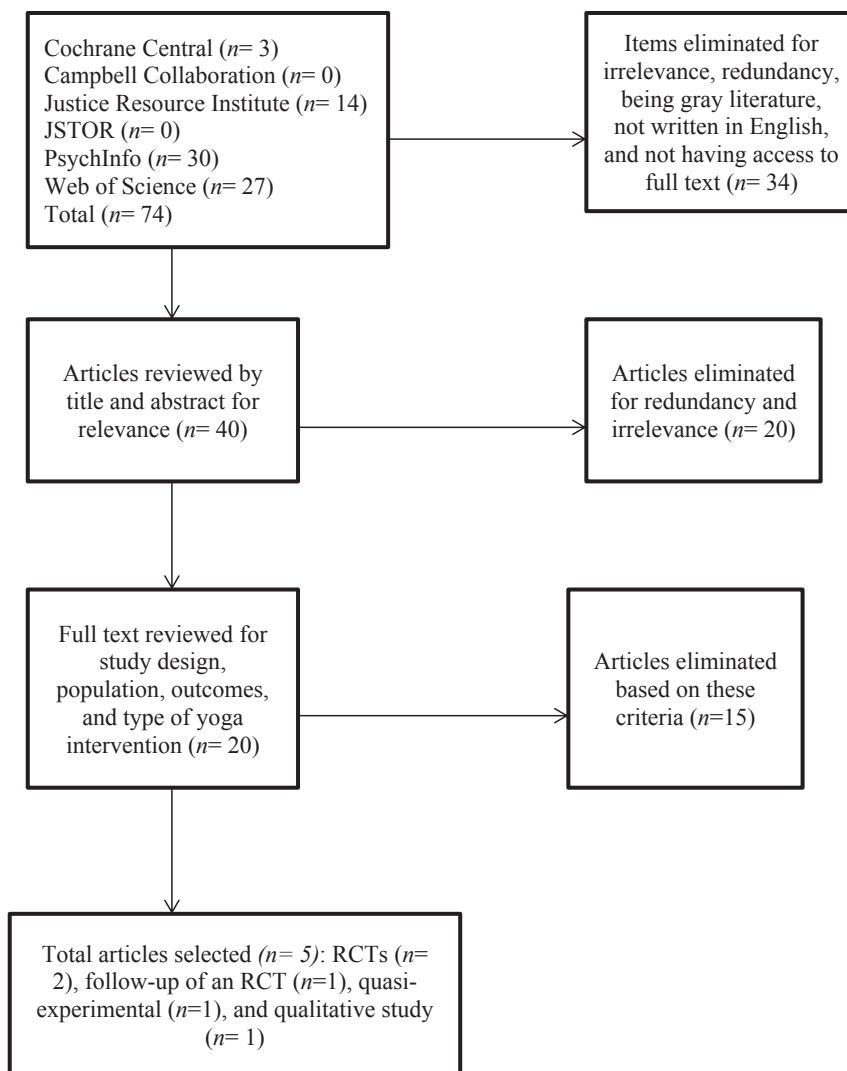 Cochrane Central (n= 3)
Campbell Collaboration (n= 0)
Justice Resource Institute (n= 14)
JSTOR (n= 0)
PsychInfo (n= 30)
Web of Science (n= 27)
Total (n= 74)
Items eliminated for
irrelevance, redundancy,
being gray literature,
not written in English,
and not having access to
full text (n= 34)
Articles reviewed by
title and abstract for
relevance (n= 40)
Articles eliminated
for redundancy and
irrelevance (n= 20)
Full text reviewed for
study design,
population, outcomes,
and type of yoga
intervention (n= 20)
Articles eliminated
based on these
criteria (n=15)
Total articles selected (n= 5): RCTs (n=
2), follow-up of an RCT (n=1), quasi-
experimental (n=1), and qualitative study
(n= 1)